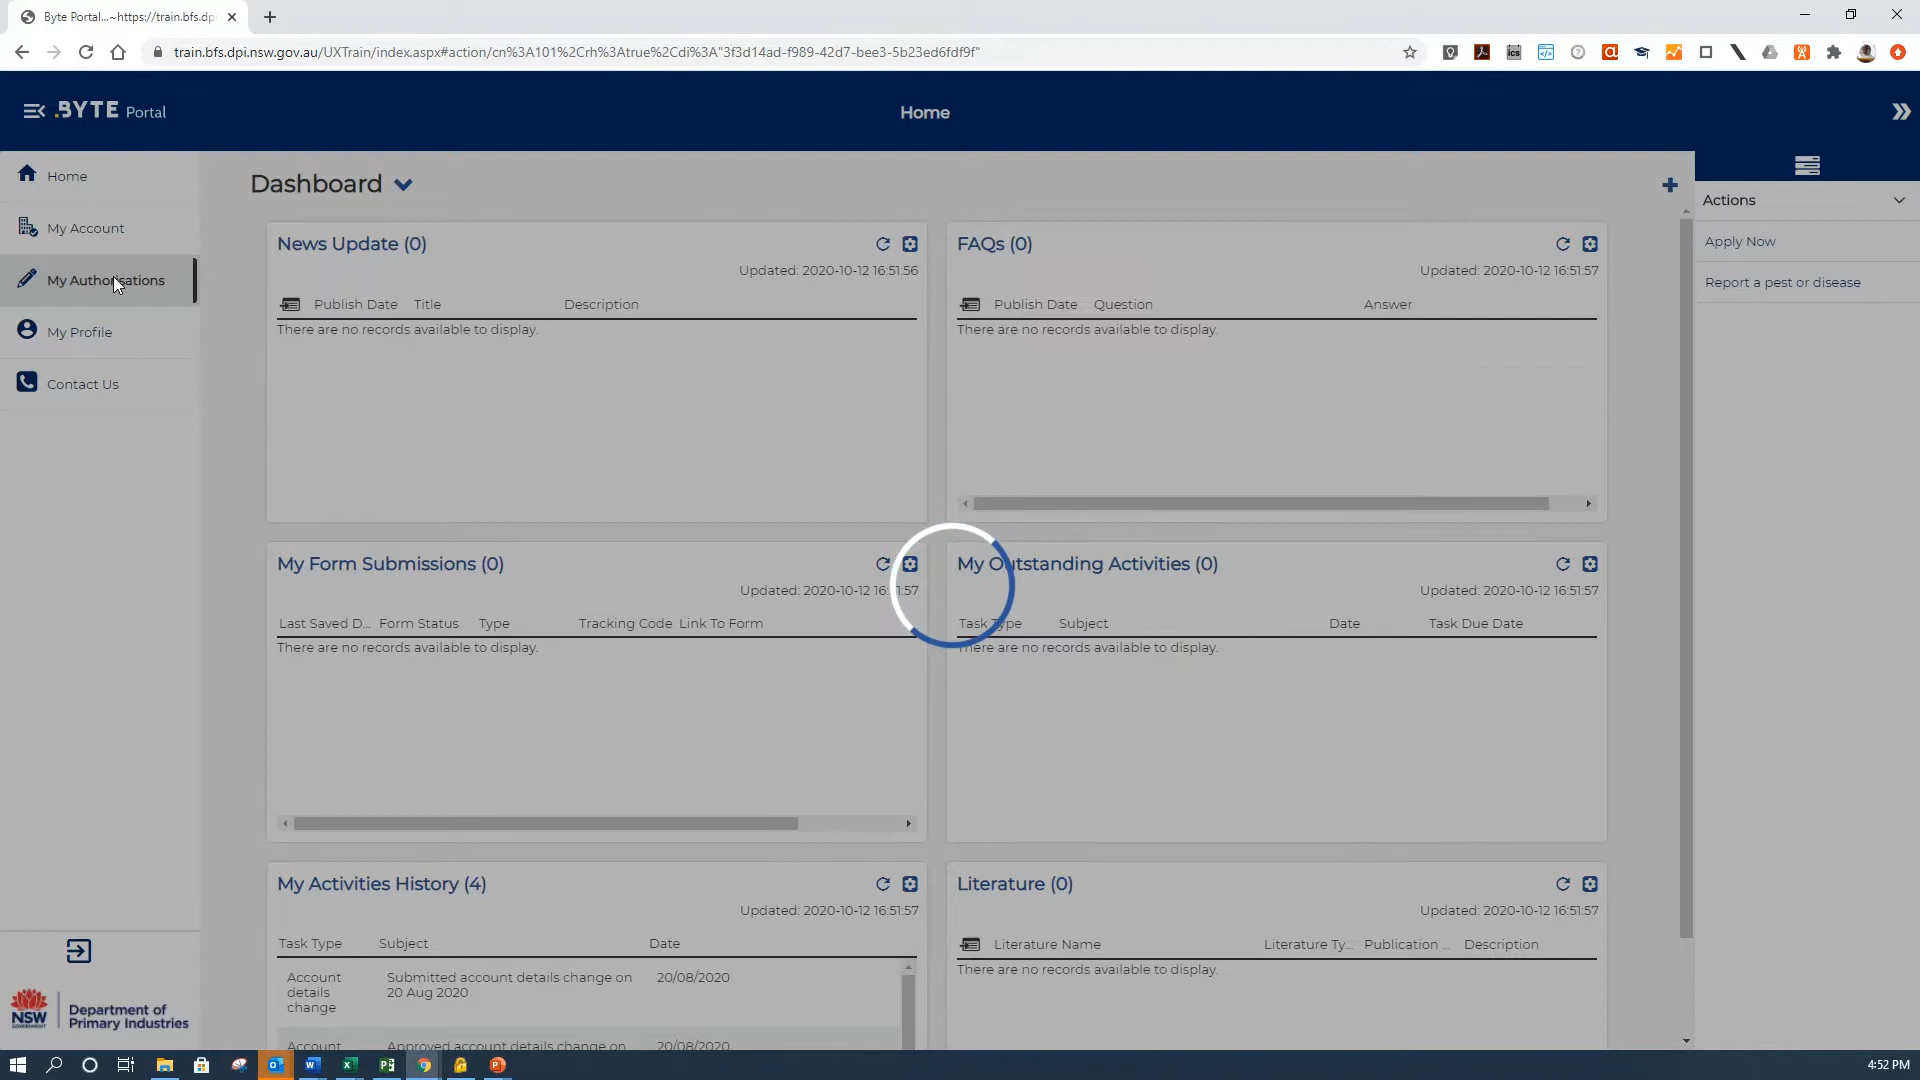 Byte Portal...~https://train.bfs.dp
train.bfs.dpi.nsw.gov.au/UXTrain/index.aspx#action/cn%3A101%2Crh%3Atrue%2Cdi%3A"3f3d14ad-f989-42d7-bee3-5b23ed6fdf9f"
.BYTE Portal
Home
Home
My Account
My Authorisations
My Profile
Contact Us
NSW
GOVERNMENT
Department of
Primary Industries
Dashboard
News Update (0)
Updated: 2020-10-12 16:51:56
Publish Date Title Description
There are no records available to display.
FAQs (0)
Updated: 2020-10-12 16:51:57
Publish Date Question Answer
There are no records available to display.
My Form Submissions (0)
Updated: 2020-10-12 16:51:57
Last Saved D... Form Status Type Tracking Code Link To Form
There are no records available to display.
My Outstanding Activities (0)
Updated: 2020-10-12 16:51:57
Task Type Subject Date Task Due Date
There are no records available to display.
My Activities History (4)
Updated: 2020-10-12 16:51:57
Task Type Subject Date
Account details change
Submitted account details change on
20 Aug 2020
20/08/2020
Account Approved account details change on 20/08/2020
Literature (0)
Updated: 2020-10-12 16:51:57
Literature Name Literature Ty... Publication ... Description
There are no records available to display.
Actions
Apply Now
Report a pest or disease
4:52 PM